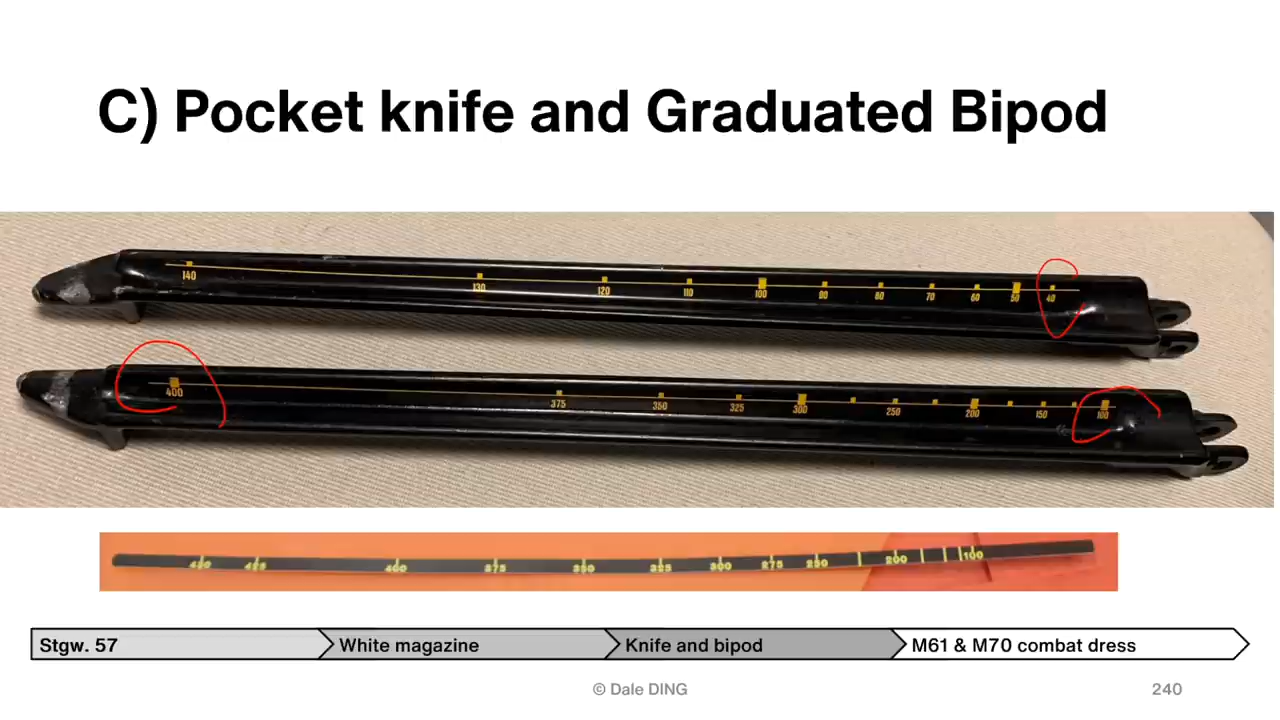 C) Pocket knife and Graduated Bipod
140 130 120 110 100 90 80 70 60 50 40
400 375 350 325 300 250 200 150 100
450 425 400 375 350 325 300 275 250 200 100
Stgw. 57
White magazine
Knife and bipod
M61 & M70 combat dress
© Dale DING
240